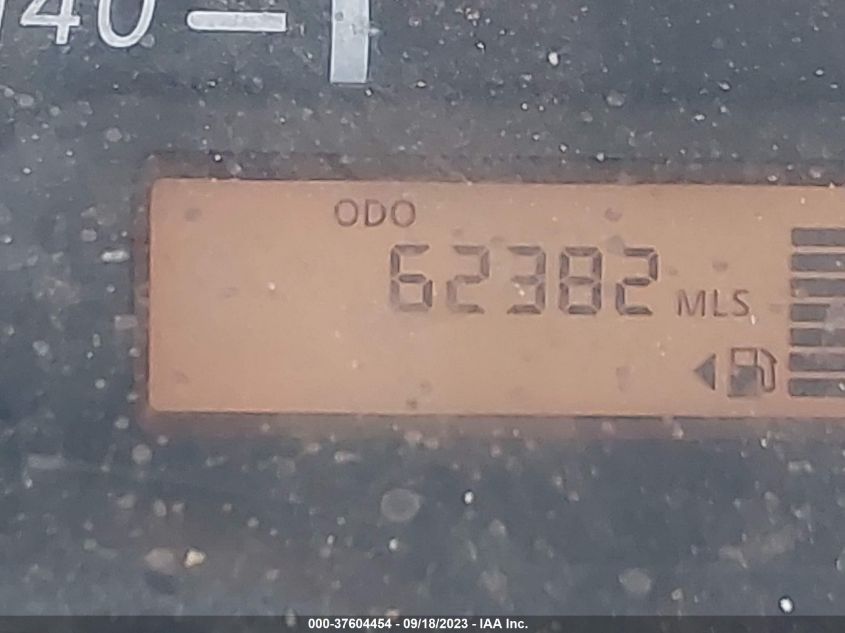 40
ODO
62382 MLS
000-37604454 - 09/18/2023 - IAA Inc.